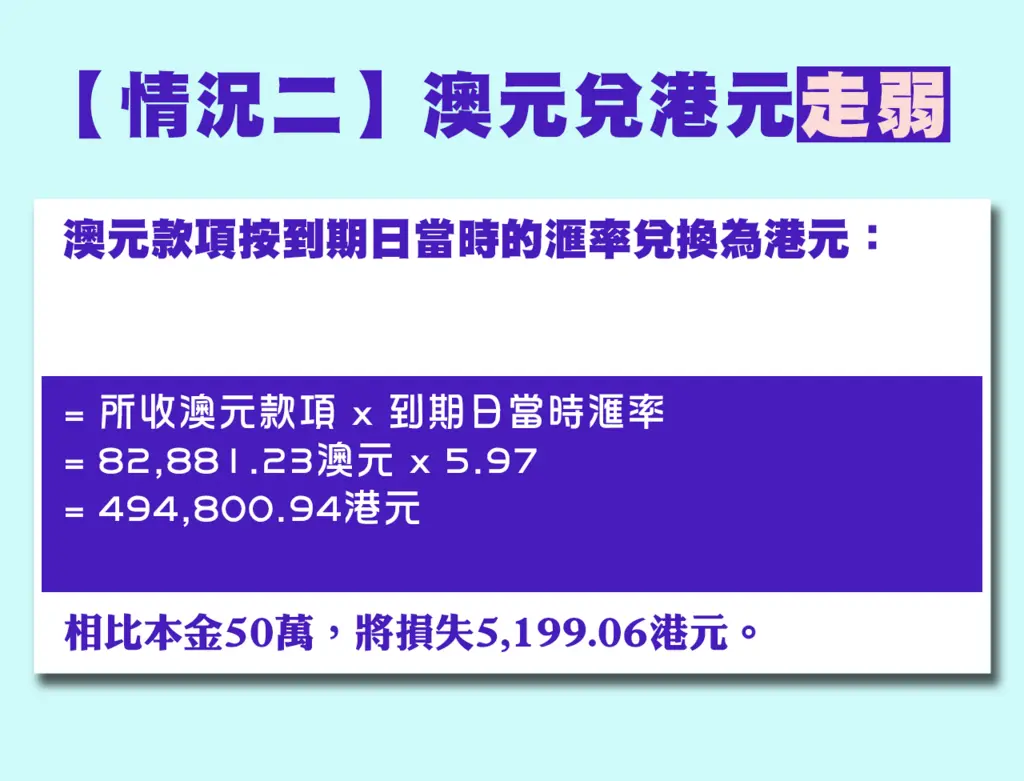 【情況二】澳元兌港元走弱
澳元款項按到期日當時的滙率兌換為港元：
= 所收澳元款項 x 到期日當時滙率
= 82,881.23澳元 x 5.97
= 494,800.94港元
相比本金50萬，將損失5,199.06港元。